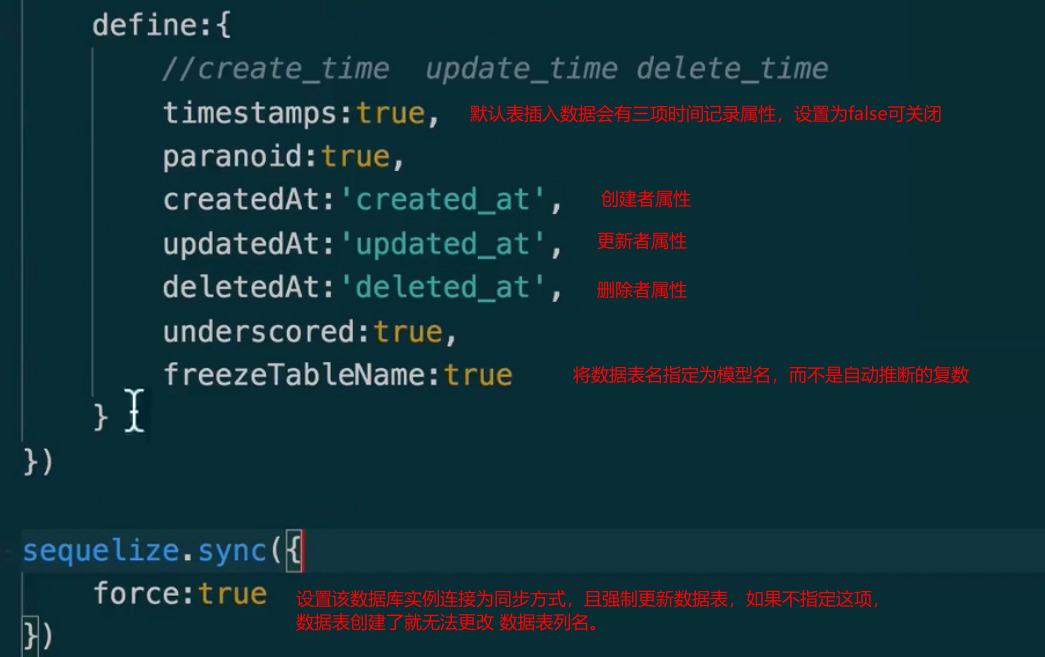 define:{
//create_time update_time delete_time
timestamps:true, 默认表插入数据会有三项时间记录属性，设置为false可关闭
paranoid:true,
createdAt:'created_at', 创建者属性
updatedAt:'updated_at', 更新者属性
deletedAt:'deleted_at', 删除者属性
underscored:true,
freezeTableName:true 将数据表名指定为模型名，而不是自动推断的复数
}
})
sequelize.sync({
force:true 设置该数据库实例连接为同步方式，且强制更新数据表，如果不指定这项，
数据表创建了就无法更改 数据表列名。
})